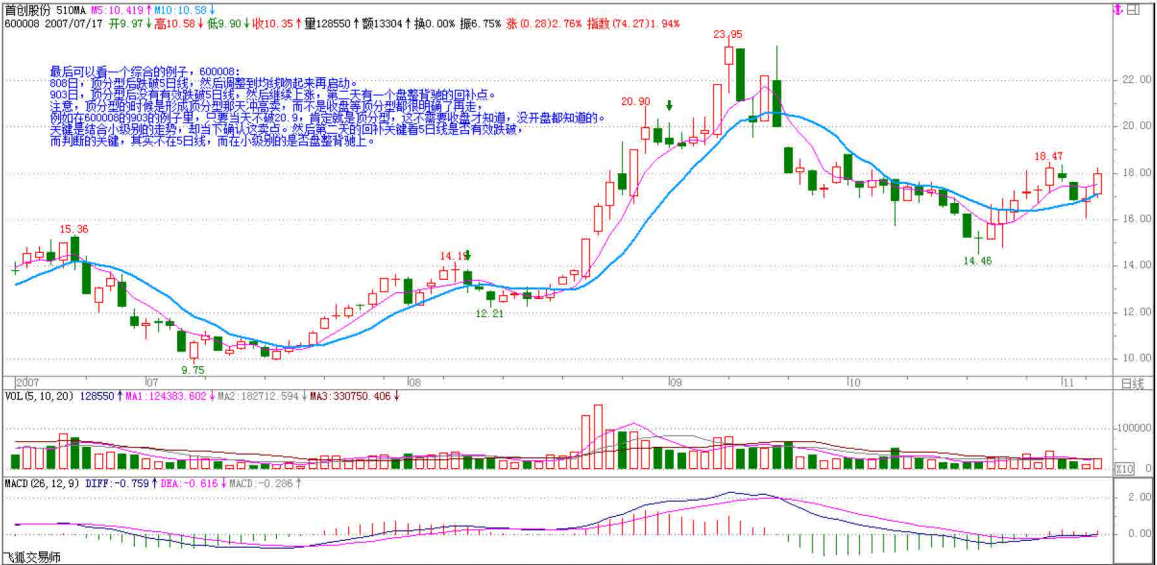 首创股份 510MA M5:10.419↑M10:10.58↓
600008 2007/07/17 开9.97↓高10.58↓低9.90↓收10.35↑量128550↑额13304↑换0.00% 振6.75% 涨(0.28)2.76% 指数(74.27)1.94%
23.95
最后可以看一个综合的例子，600008:
808日，顶分型后跌破5日线，然后调整到均线吻起来再启动。
903日，顶分型后没有有效跌破5日线，然后继续上涨，第二天有一个盘整背驰的回补点。
注意，顶分型的时候是形成顶分型那天冲高卖，而不是收盘等顶分型都很明确了再走，
例如在600008的903的例子里，只要当天不破20.9，肯定就是顶分型，这不需要收盘才知道，没开盘都知道的。
关键是结合小级别的走势，却当下确认这卖点。然后第二天的回补关键看5日线是否有效跌破，
而判断的关键，其实不在5日线，而在小级别的是否盘整背驰上。
22.00
20.90
20.00
18.47
18.00
16.00
15.36
14.19
14.46
14.00
12.21
12.00
10.00
9.75
2007 07 08 09 10 11 日线
VOL(5,10,20) 128550↑MA1:124383.602↓MA2:182712.594↓MA3:330750.406↓
100000
X10 0
MACD(26,12,9) DIFF:-0.759↑DEA:-0.616↓MACD:-0.286↑
2.00
0.00
飞狐交易师